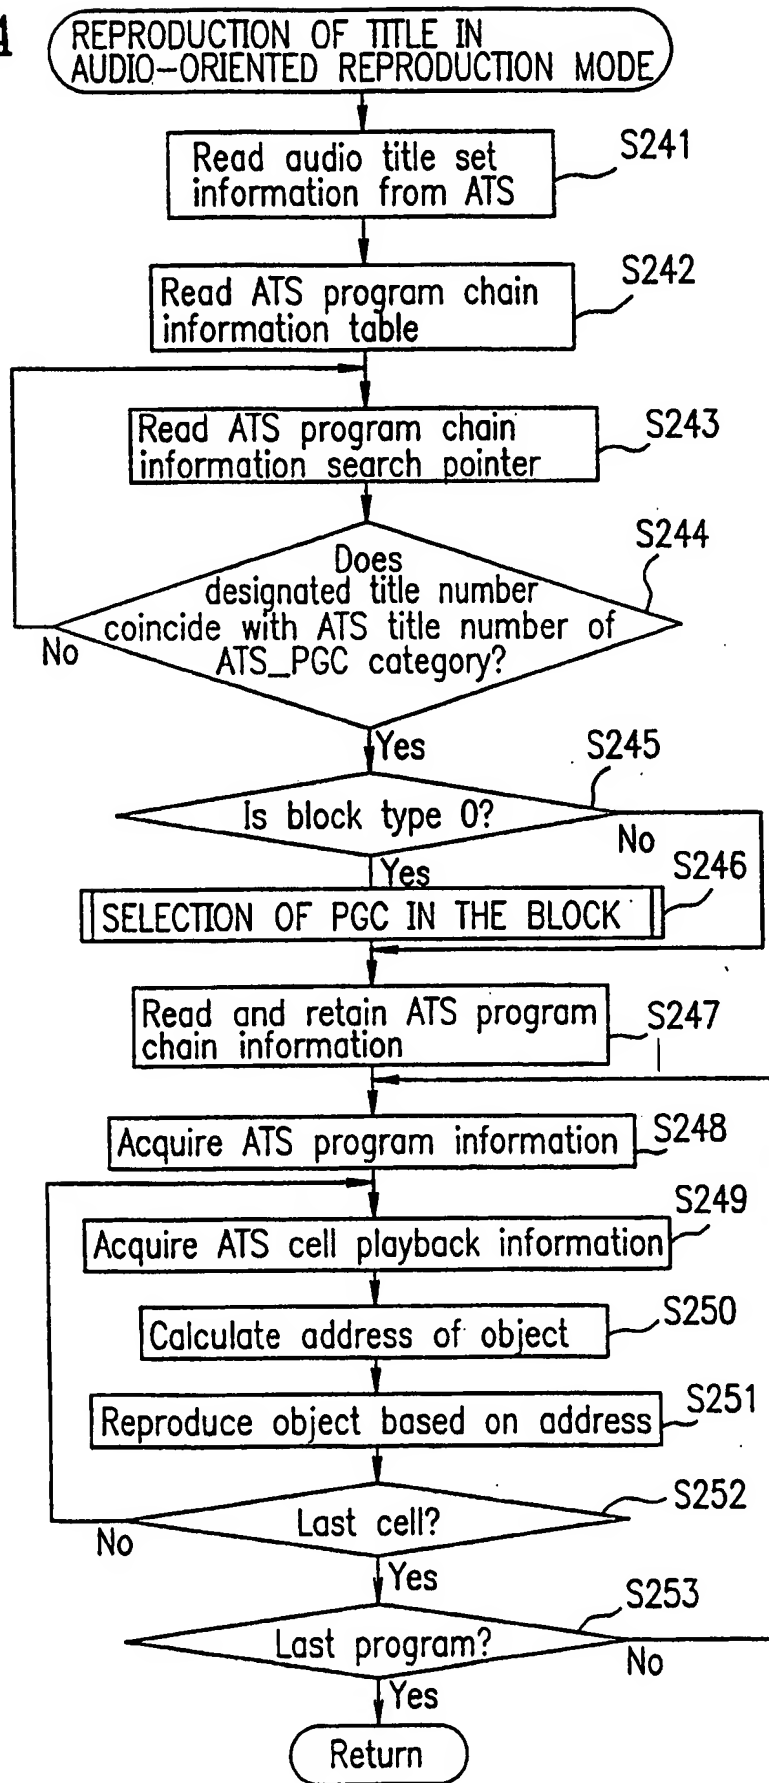 REPRODUCTION OF TITLE IN
AUDIO-ORIENTED REPRODUCTION MODE
Read audio title set
information from ATS
S241
Read ATS program chain
information table
S242
Read ATS program chain
information search pointer
S243
Does
designated title number
coincide with ATS title number of
ATS_PGC category?
S244
No
Yes
Is block type 0?
S245
No
Yes
SELECTION OF PGC IN THE BLOCK
S246
Read and retain ATS program
chain information
S247
Acquire ATS program information
S248
Acquire ATS cell playback information
S249
Calculate address of object
S250
Reproduce object based on address
S251
Last cell?
S252
No
Yes
Last program?
S253
No
Yes
Return